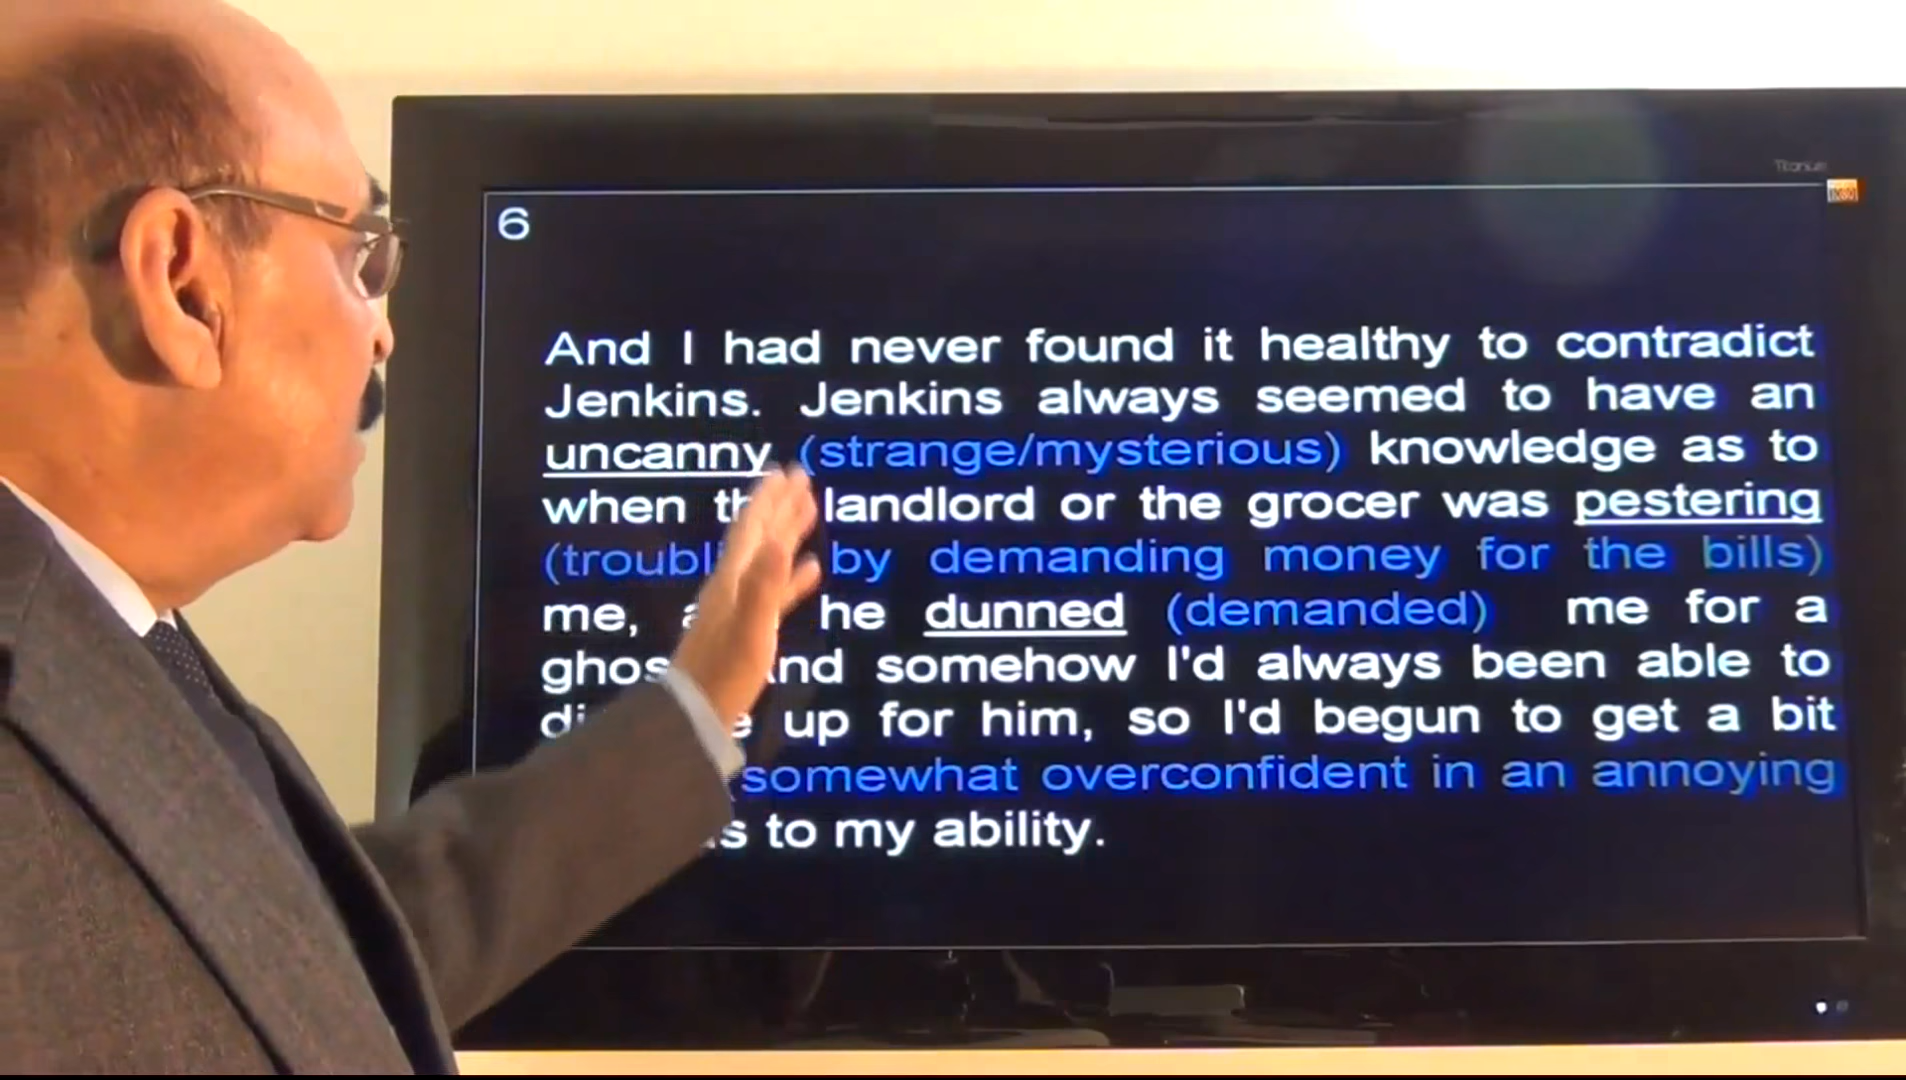 6
And I had never found it healthy to contradict
Jenkins. Jenkins always seemed to have an
uncanny (strange/mysterious) knowledge as to
when landlord or the grocer was pestering
by demanding money for the bills)
me, he dunned (demanded) me for a
somehow I'd always been able to
up for him, so I'd begun to get a bit
(somewhat overconfident in an annoying
to my ability.